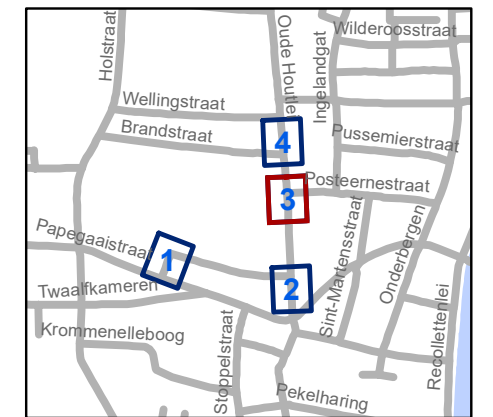 Holstraat
Oude Houtlei
Ingelandgat
Wilderoosstraat
Wellingstraat
Brandstraat
4
Pussemierstraat
3
Posteernestraat
Papegaaistraat
1
Sint-Martensstraat
Onderbergen
2
Twaalfkameren
Recollettenlei
Krommenelleboog
Stoppelstraat
Pekelharing